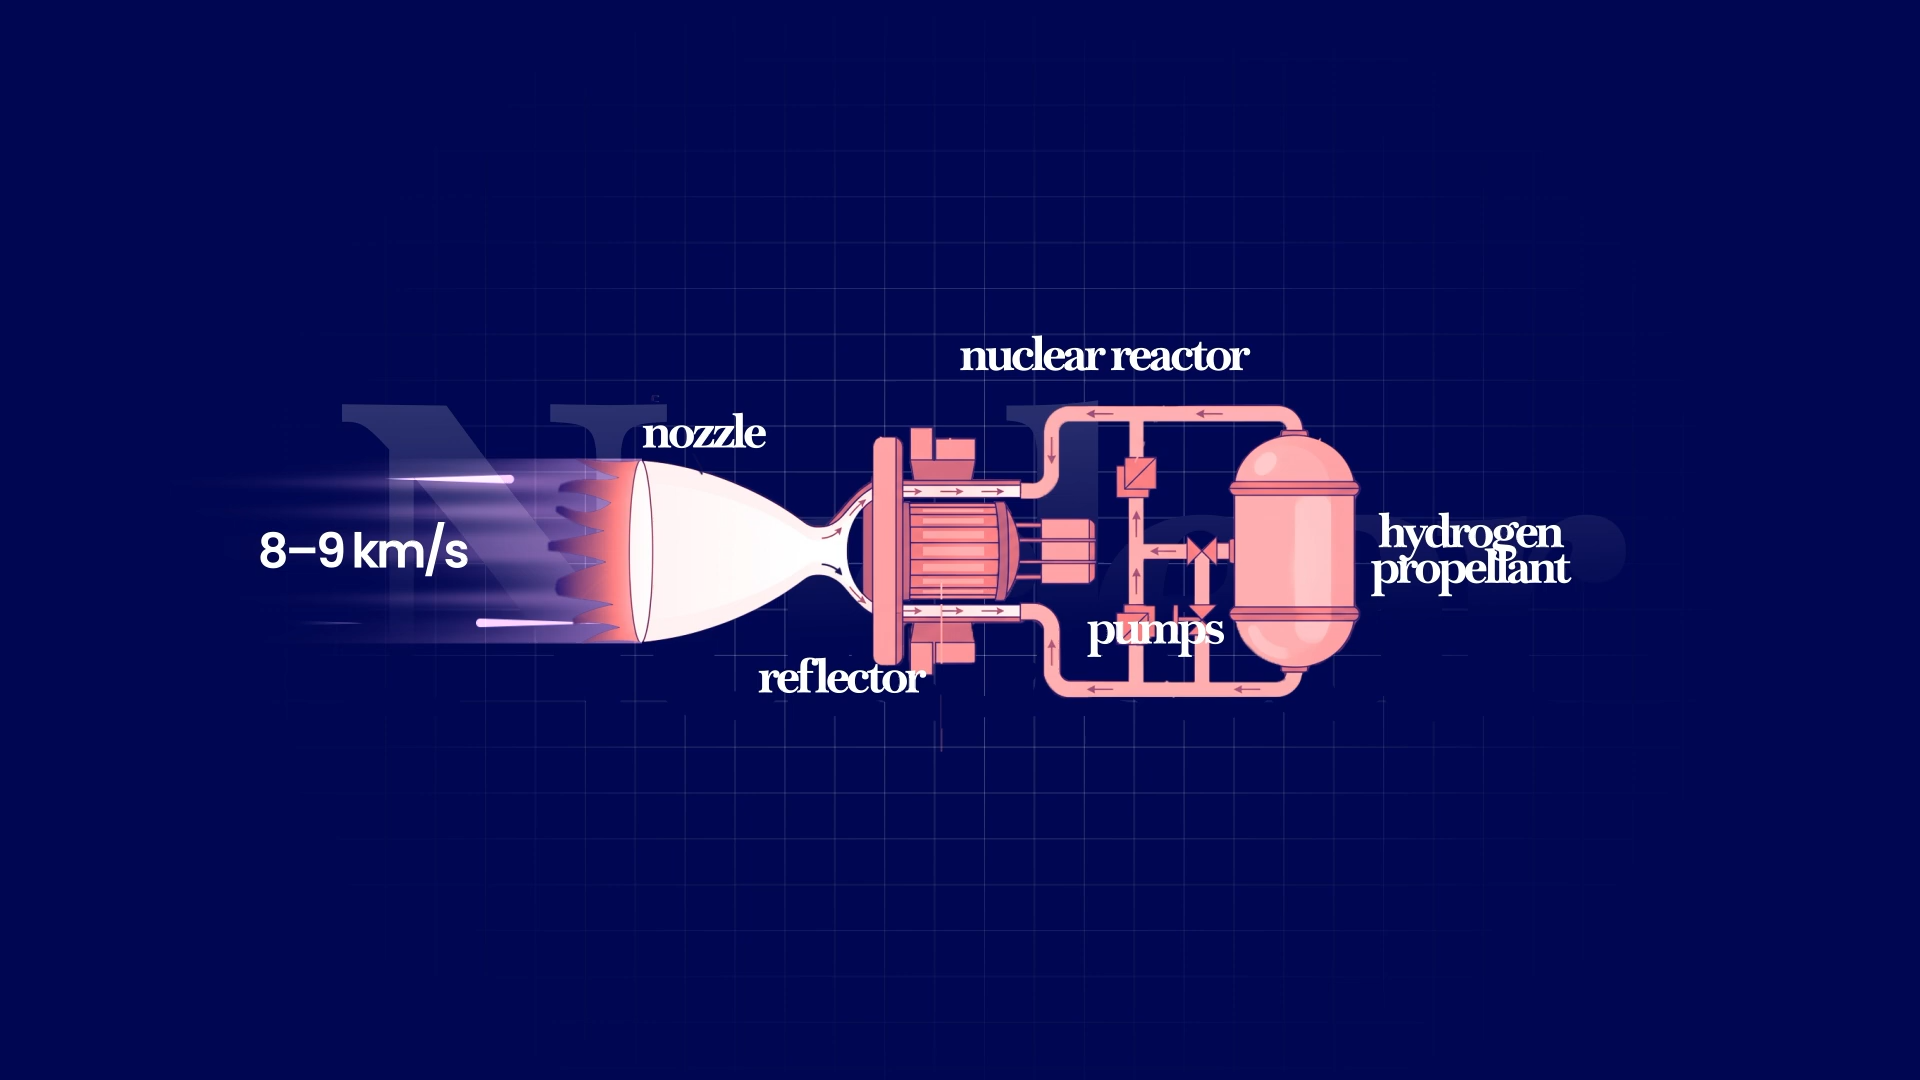 nuclear reactor
nozzle
8–9 km/s
hydrogen
propellant
pumps
reflector